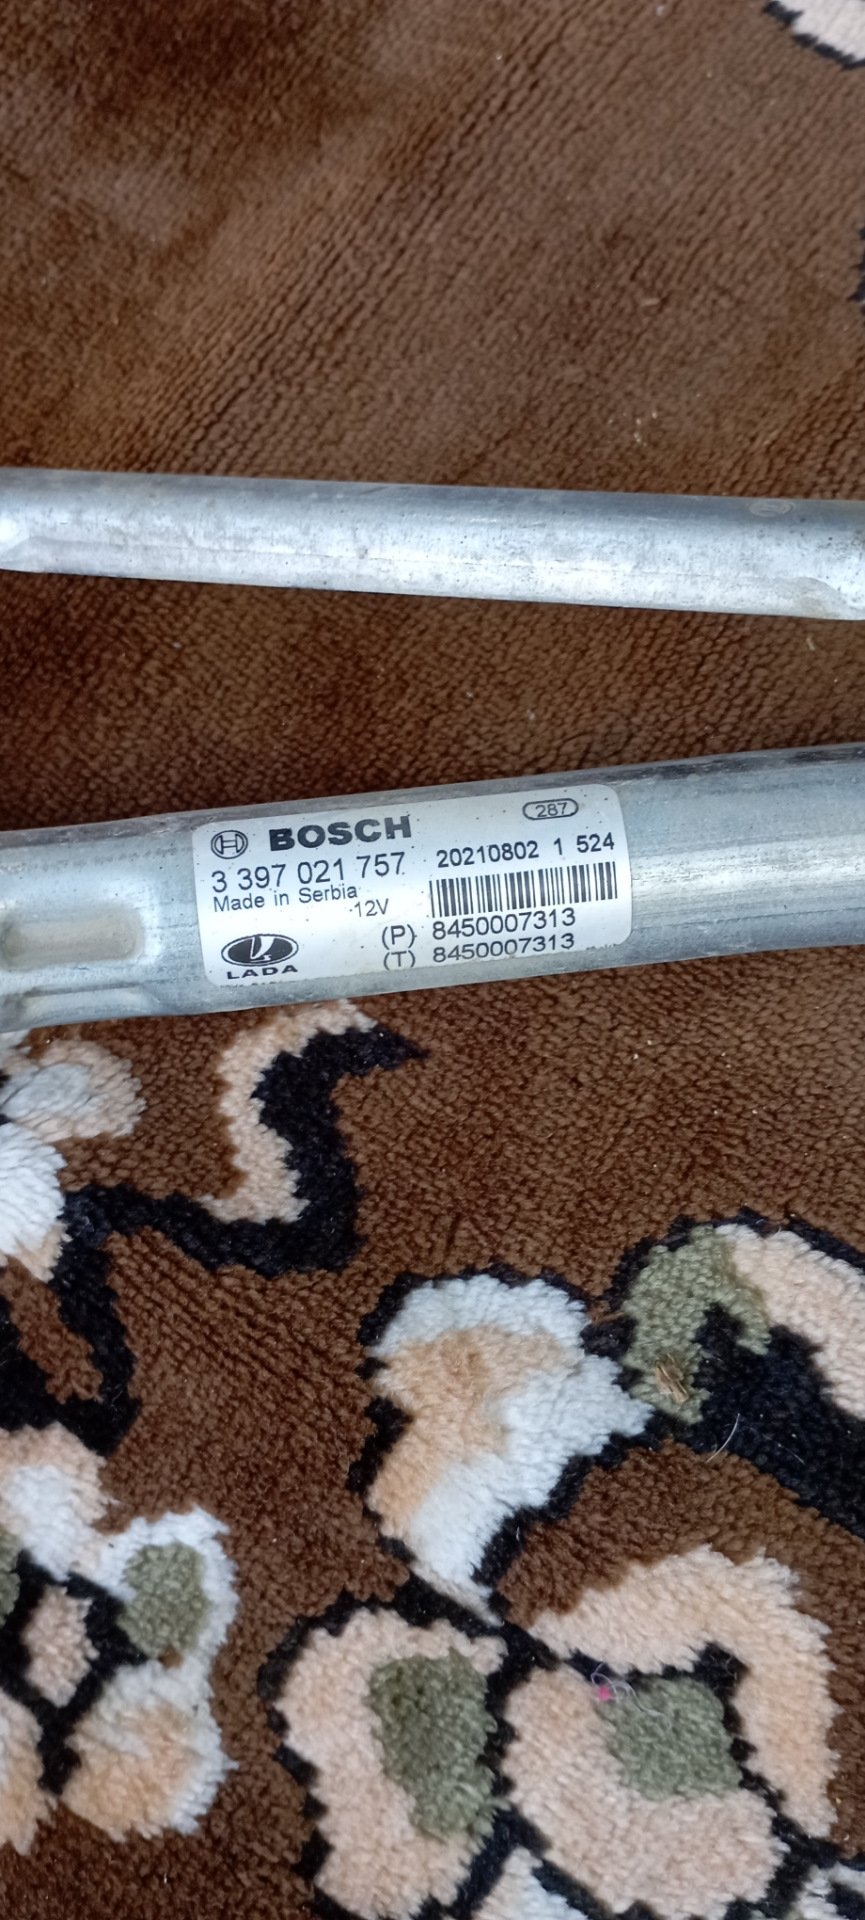 287
BOSCH
3 397 021 757 20210802 1 524
Made in Serbia
12V
(P) 8450007313
(T) 8450007313
LADA